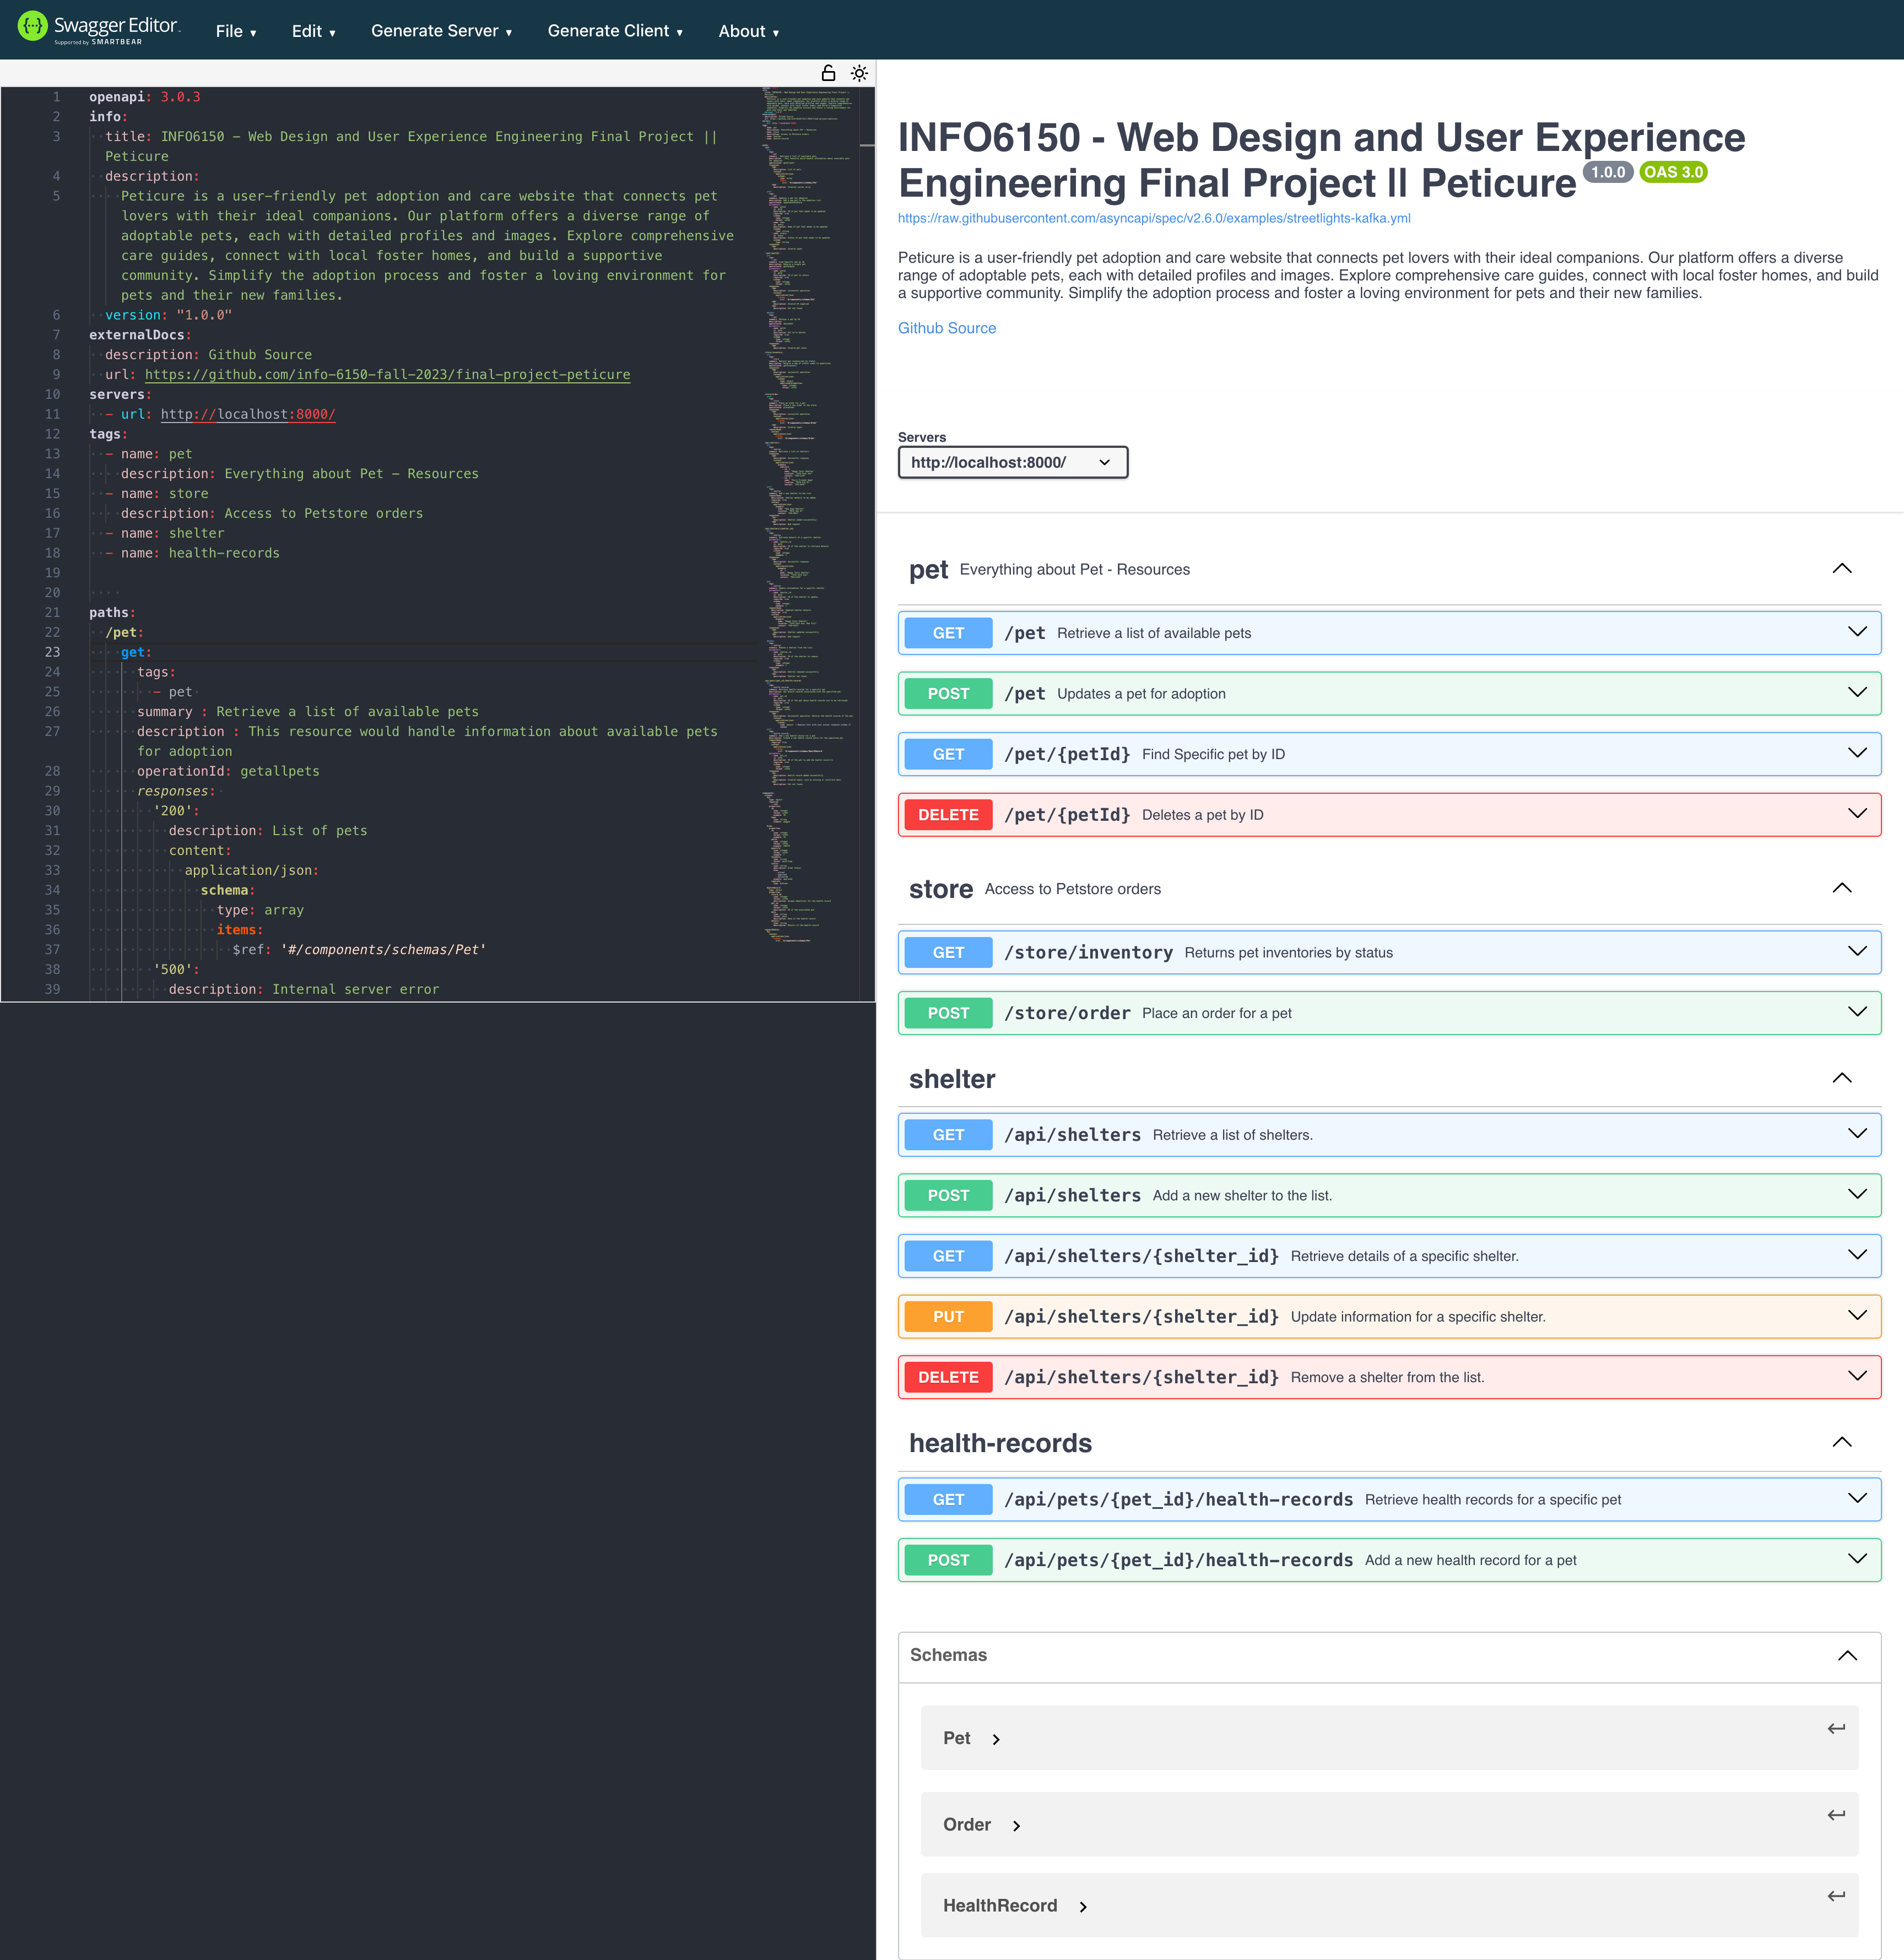 Swagger Editor
Supported by SMARTBEAR
File ▾
Edit ▾
Generate Server ▾
Generate Client ▾
About ▾
1 openapi: 3.0.3
2 info:
3 title: INFO6150 - Web Design and User Experience Engineering Final Project ||
Peticure
4 description:
5 Peticure is a user-friendly pet adoption and care website that connects pet
lovers with their ideal companions. Our platform offers a diverse range of
adoptable pets, each with detailed profiles and images. Explore comprehensive
care guides, connect with local foster homes, and build a supportive
community. Simplify the adoption process and foster a loving environment for
pets and their new families.
6 version: "1.0.0"
7 externalDocs:
8 description: Github Source
9 url: https://github.com/info-6150-fall-2023/final-project-peticure
10 servers:
11 - url: http://localhost:8000/
12 tags:
13 - name: pet
14 description: Everything about Pet - Resources
15 - name: store
16 description: Access to Petstore orders
17 - name: shelter
18 - name: health-records
19
20
21 paths:
22 /pet:
23 get:
24 tags:
25 - pet
26 summary : Retrieve a list of available pets
27 description : This resource would handle information about available pets
for adoption
28 operationId: getallpets
29 responses:
30 '200':
31 description: List of pets
32 content:
33 application/json:
34 schema:
35 type: array
36 items:
37 $ref: '#/components/schemas/Pet'
38 '500':
39 description: Internal server error
INFO6150 - Web Design and User Experience
Engineering Final Project || Peticure 1.0.0 OAS 3.0
https://raw.githubusercontent.com/asyncapi/spec/v2.6.0/examples/streetlights-kafka.yml
Peticure is a user-friendly pet adoption and care website that connects pet lovers with their ideal companions. Our platform offers a diverse
range of adoptable pets, each with detailed profiles and images. Explore comprehensive care guides, connect with local foster homes, and build
a supportive community. Simplify the adoption process and foster a loving environment for pets and their new families.
Github Source
Servers
http://localhost:8000/
pet Everything about Pet - Resources
GET /pet Retrieve a list of available pets
POST /pet Updates a pet for adoption
GET /pet/{petId} Find Specific pet by ID
DELETE /pet/{petId} Deletes a pet by ID
store Access to Petstore orders
GET /store/inventory Returns pet inventories by status
POST /store/order Place an order for a pet
shelter
GET /api/shelters Retrieve a list of shelters.
POST /api/shelters Add a new shelter to the list.
GET /api/shelters/{shelter_id} Retrieve details of a specific shelter.
PUT /api/shelters/{shelter_id} Update information for a specific shelter.
DELETE /api/shelters/{shelter_id} Remove a shelter from the list.
health-records
GET /api/pets/{pet_id}/health-records Retrieve health records for a specific pet
POST /api/pets/{pet_id}/health-records Add a new health record for a pet
Schemas
Pet
Order
HealthRecord